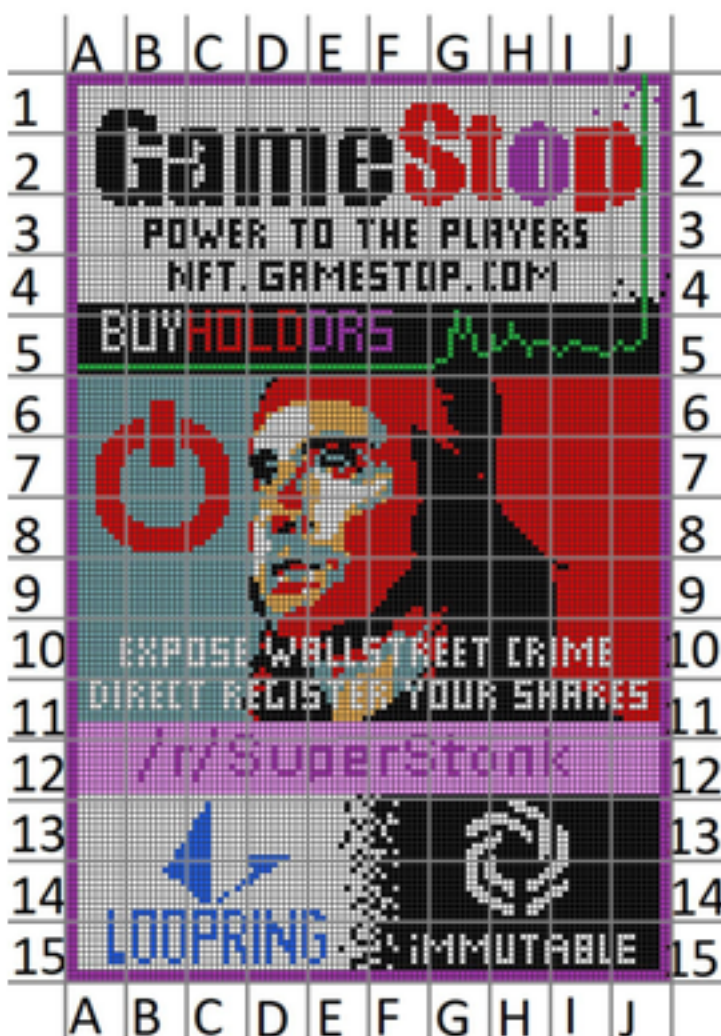 A B C D E F G H I J
1 1
GameStop
2 2
POWER TO THE PLAYERS
3 3
NFT.GAMESTOP.COM
4 4
BUYHOLDDRS
5 5
6 6
7 7
8 8
9 9
EXPOSE WALLSTREET CRIME
10 10
DIRECT REGISTER YOUR SHARES
11 11
/r/SuperStonk
12 12
13 13
14 14
LOOPRING iMMUTABLE
15 15
A B C D E F G H I J